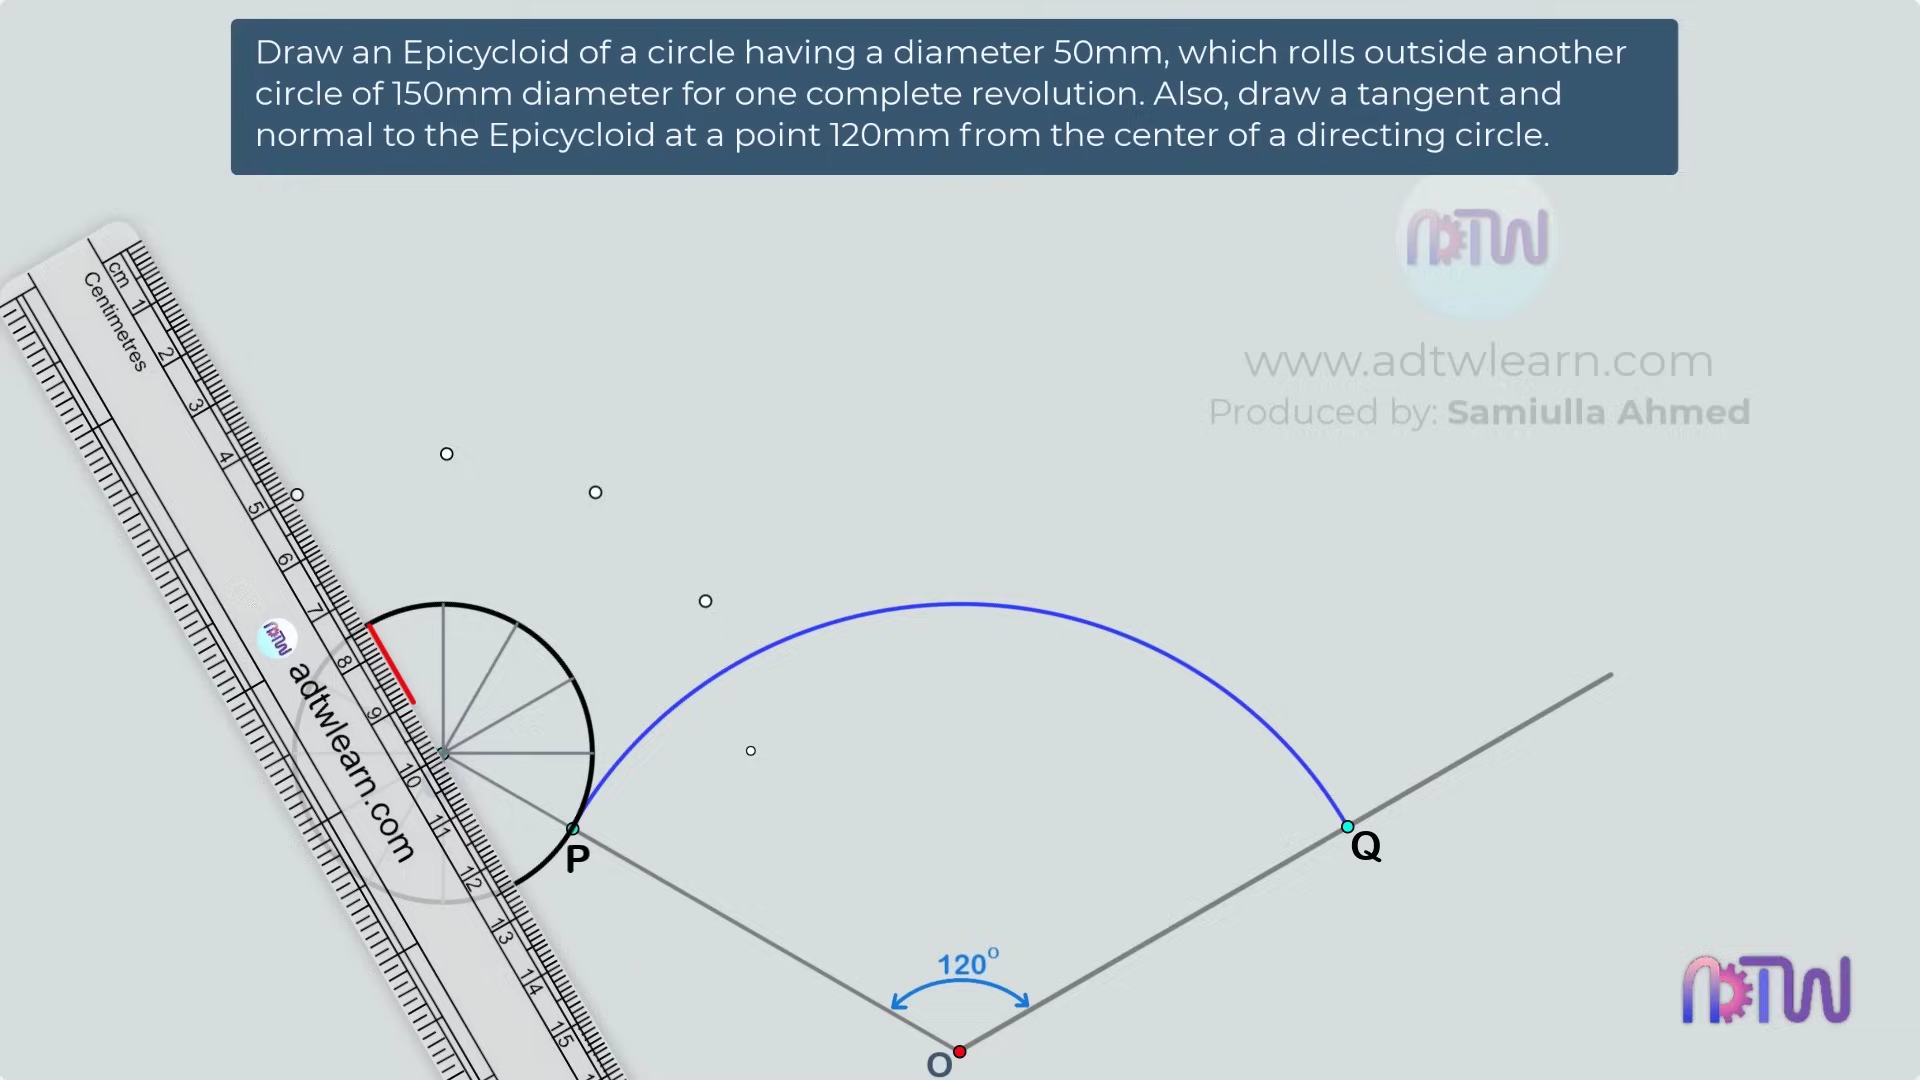 Draw an Epicycloid of a circle having a diameter 50mm, which rolls outside another
circle of 150mm diameter for one complete revolution. Also, draw a tangent and
normal to the Epicycloid at a point 120mm from the center of a directing circle.
ADTW
www.adtwlearn.com
Produced by: Samiulla Ahmed
cm 1 2 3 4 5 6 7 8 9 10 11 12 13 14 15
Centimetres
ADTW adtwlearn.com
P
Q
120°
O
ADTW